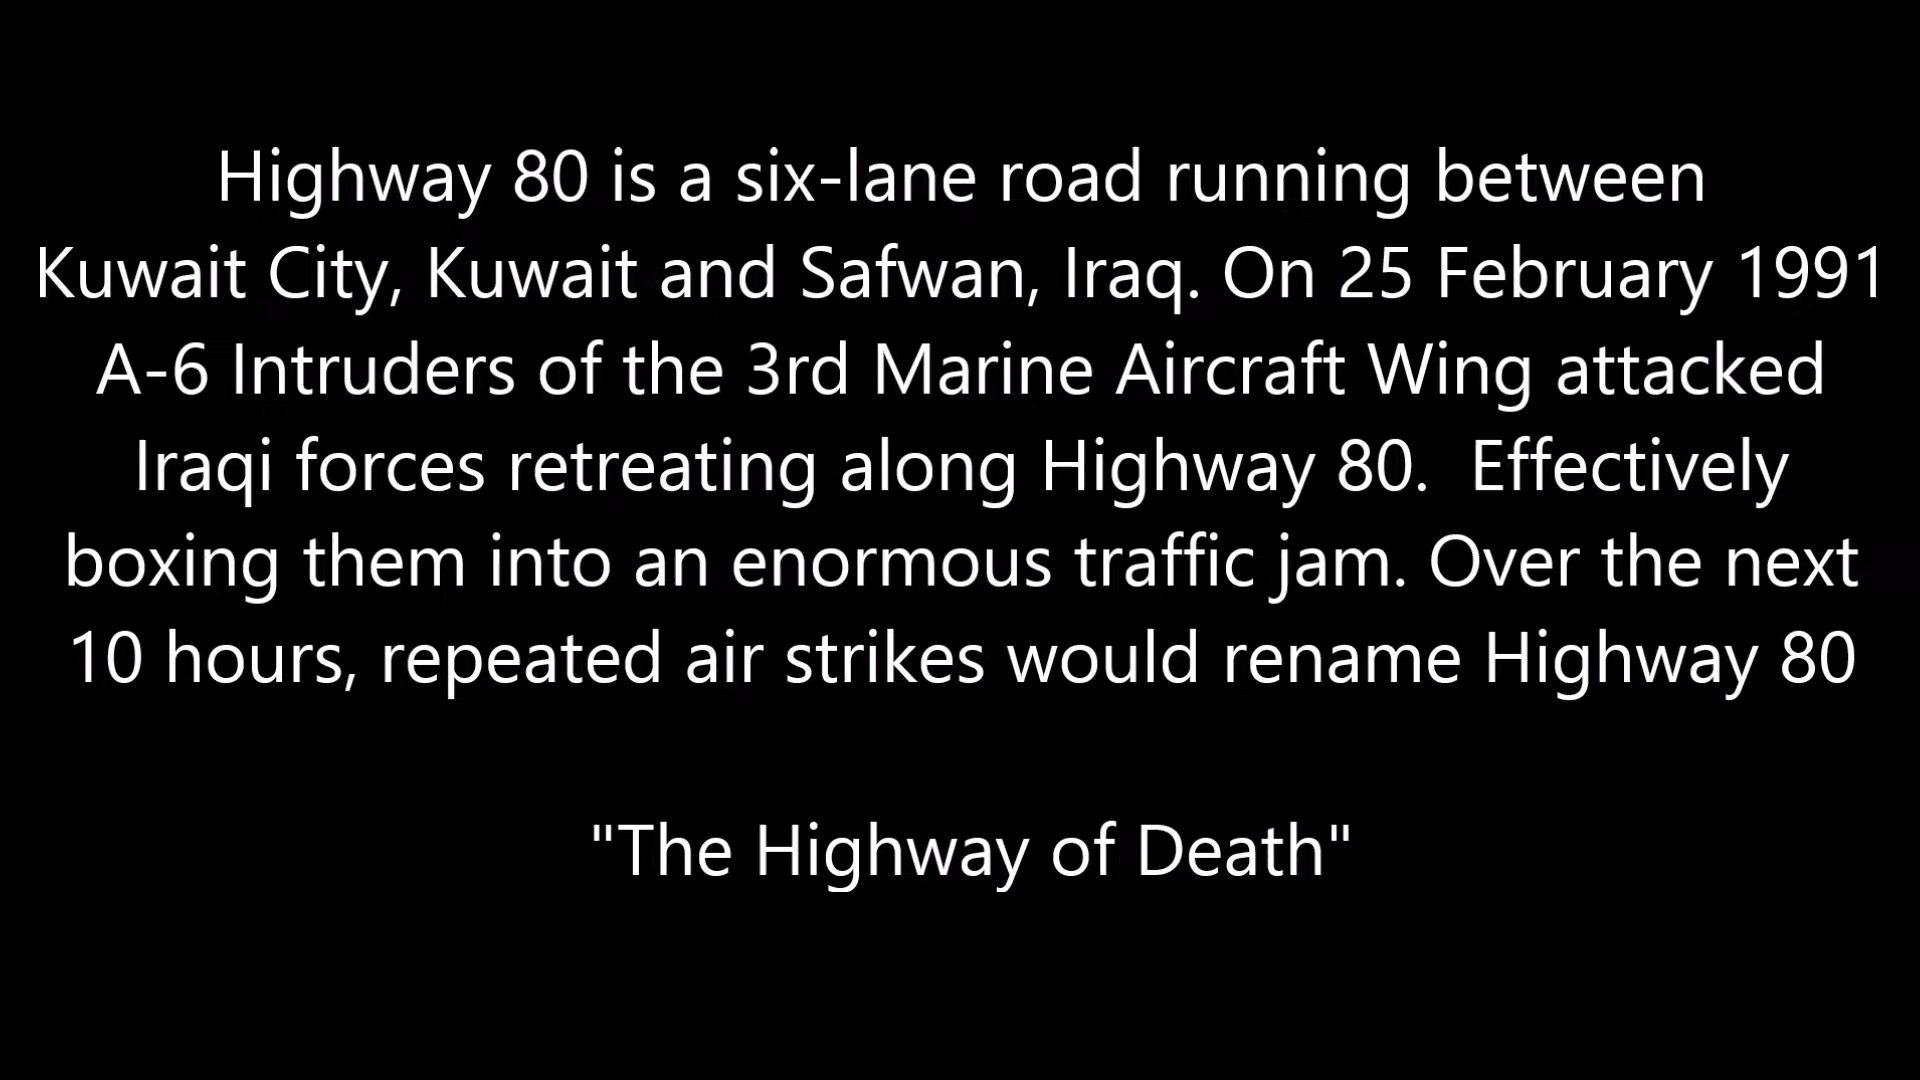 Highway 80 is a six-lane road running between
Kuwait City, Kuwait and Safwan, Iraq. On 25 February 1991
A-6 Intruders of the 3rd Marine Aircraft Wing attacked
Iraqi forces retreating along Highway 80.  Effectively
boxing them into an enormous traffic jam. Over the next
10 hours, repeated air strikes would rename Highway 80
"The Highway of Death"